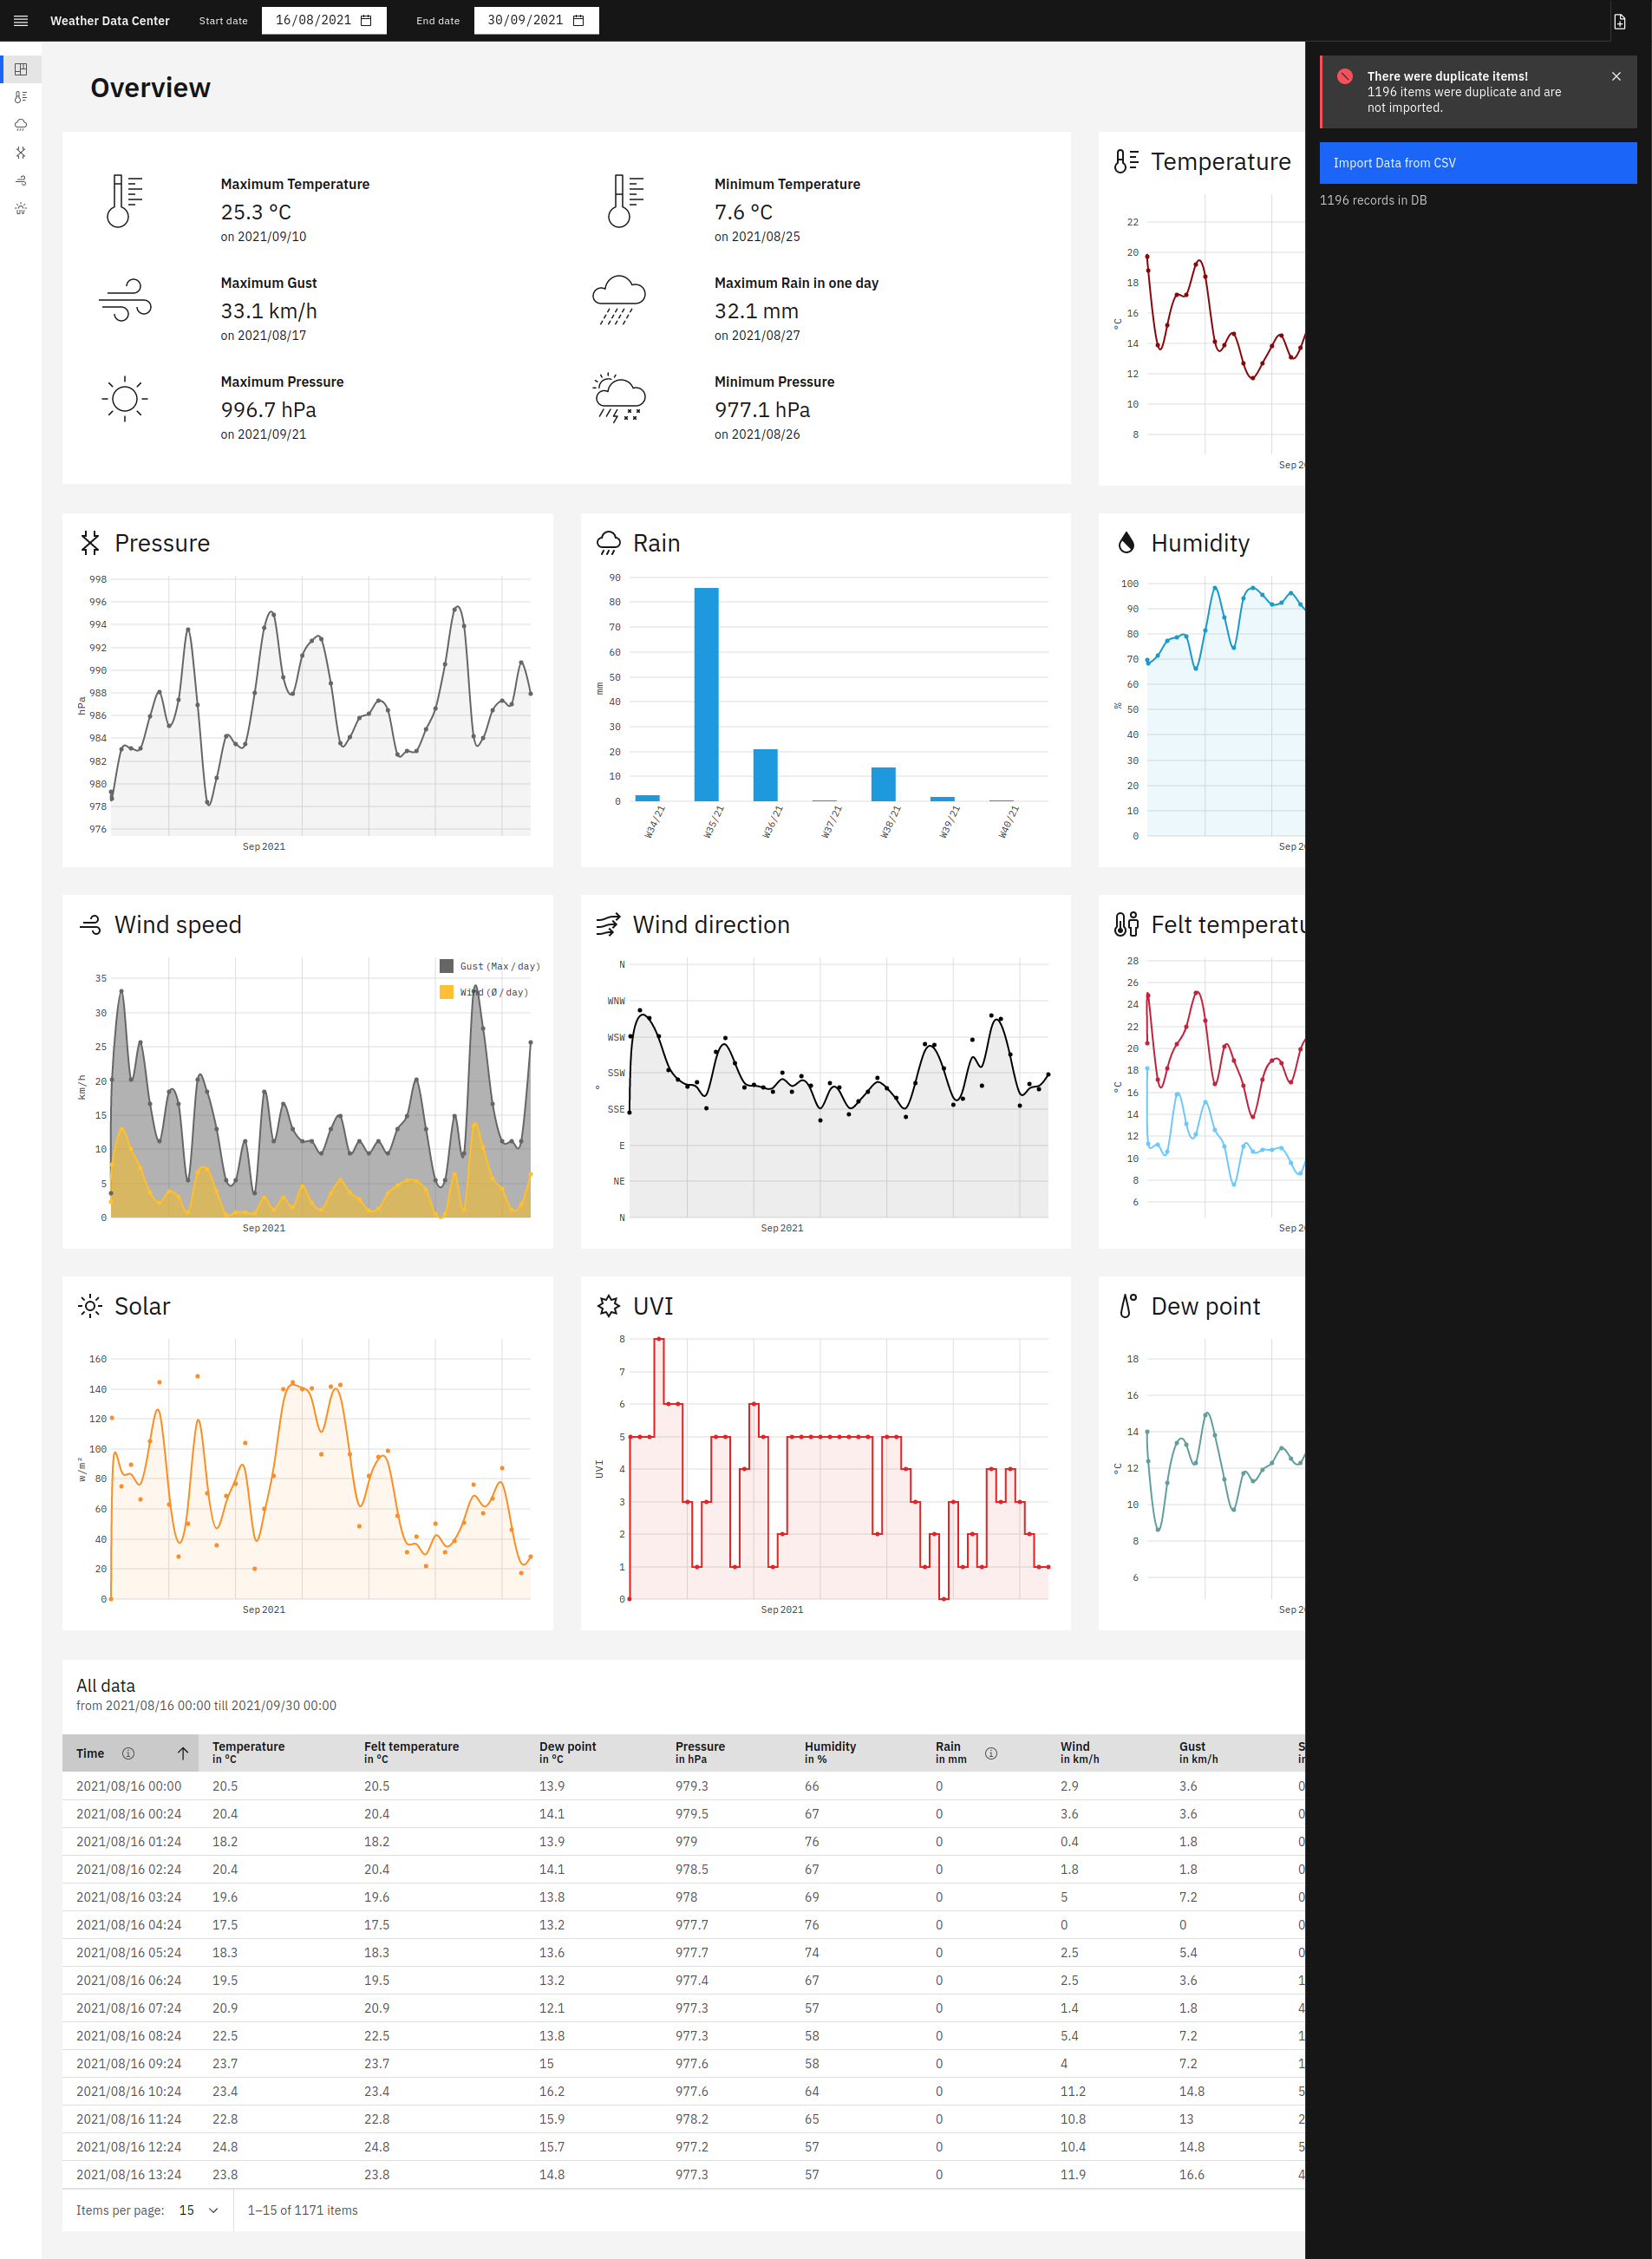 Weather Data Center
Start date
16/08/2021
End date
30/09/2021
There were duplicate items!
1196 items were duplicate and are
not imported.
Import Data from CSV
1196 records in DB
Overview
Maximum Temperature
25.3 °C
on 2021/09/10
Minimum Temperature
7.6 °C
on 2021/08/25
Maximum Gust
33.1 km/h
on 2021/08/17
Maximum Rain in one day
32.1 mm
on 2021/08/27
Maximum Pressure
996.7 hPa
on 2021/09/21
Minimum Pressure
977.1 hPa
on 2021/08/26
Temperature
22
20
18
16
14
12
10
8
°C
Sep 2
Pressure
998
996
994
992
990
988
986
984
982
980
978
976
hPa
Sep 2021
Rain
90
80
70
60
50
40
30
20
10
0
mm
W34/21
W35/21
W36/21
W37/21
W38/21
W39/21
W40/21
Humidity
100
90
80
70
60
50
40
30
20
10
0
%
Sep 2
Wind speed
Gust (Max / day)
Wind (Ø / day)
35
30
25
20
15
10
5
0
km/h
Sep 2021
Wind direction
N
WNW
WSW
SSW
SSE
E
NE
N
°
Sep 2021
Felt temperatu
28
26
24
22
20
18
16
14
12
10
8
6
°C
Sep 2
Solar
160
140
120
100
80
60
40
20
0
w/m²
Sep 2021
UVI
8
7
6
5
4
3
2
1
0
UVI
Sep 2021
Dew point
18
16
14
12
10
8
6
°C
Sep 2
All data
from 2021/08/16 00:00 till 2021/09/30 00:00
Time Temperature in °C Felt temperature in °C Dew point in °C Pressure in hPa Humidity in % Rain in mm Wind in km/h Gust in km/h
2021/08/16 00:00 20.5 20.5 13.9 979.3 66 0 2.9 3.6 0
2021/08/16 00:24 20.4 20.4 14.1 979.5 67 0 3.6 3.6 0
2021/08/16 01:24 18.2 18.2 13.9 979 76 0 0.4 1.8 0
2021/08/16 02:24 20.4 20.4 14.1 978.5 67 0 1.8 1.8 0
2021/08/16 03:24 19.6 19.6 13.8 978 69 0 5 7.2 0
2021/08/16 04:24 17.5 17.5 13.2 977.7 76 0 0 0 0
2021/08/16 05:24 18.3 18.3 13.6 977.7 74 0 2.5 5.4 0
2021/08/16 06:24 19.5 19.5 13.2 977.4 67 0 2.5 3.6 1
2021/08/16 07:24 20.9 20.9 12.1 977.3 57 0 1.4 1.8 4
2021/08/16 08:24 22.5 22.5 13.8 977.3 58 0 5.4 7.2 1
2021/08/16 09:24 23.7 23.7 15 977.6 58 0 4 7.2 1
2021/08/16 10:24 23.4 23.4 16.2 977.6 64 0 11.2 14.8 5
2021/08/16 11:24 22.8 22.8 15.9 978.2 65 0 10.8 13 2
2021/08/16 12:24 24.8 24.8 15.7 977.2 57 0 10.4 14.8 5
2021/08/16 13:24 23.8 23.8 14.8 977.3 57 0 11.9 16.6 4
Items per page: 15
1–15 of 1171 items